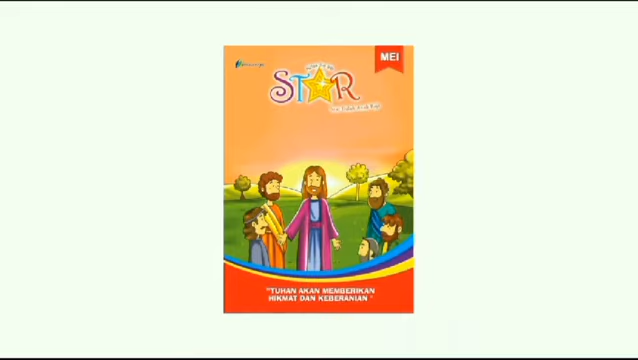 MEI
STAR
"TUHAN AKAN MEMBERIKAN
HIKMAT DAN KEBERANIAN "